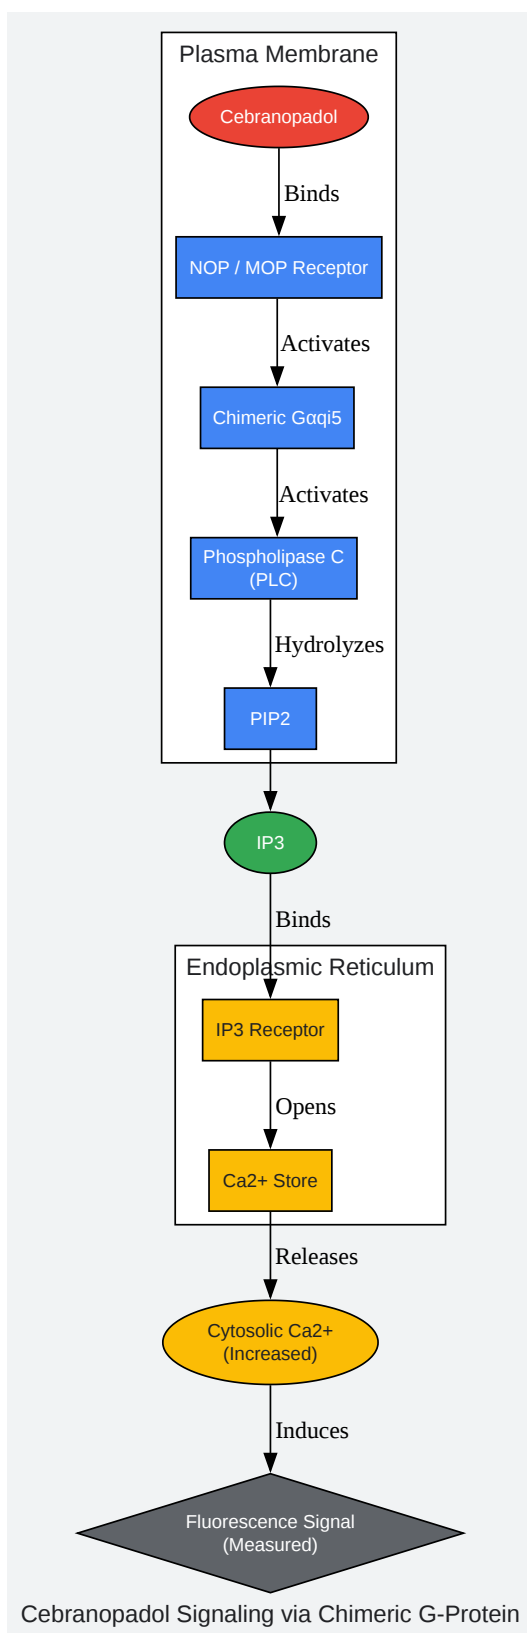 Plasma Membrane
Cebranopadol
Binds
NOP / MOP Receptor
Activates
Chimeric Gαqi5
Activates
Phospholipase C
(PLC)
Hydrolyzes
PIP2
IP3
Binds
Endoplasmic Reticulum
IP3 Receptor
Opens
Ca2+ Store
Releases
Cytosolic Ca2+
(Increased)
Induces
Fluorescence Signal
(Measured)
Cebranopadol Signaling via Chimeric G-Protein